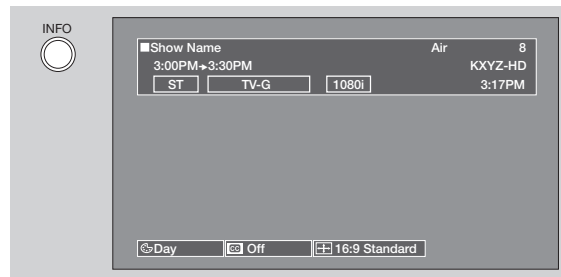 INFO
■Show Name Air 8
3:00PM→3:30PM KXYZ-HD
ST TV-G 1080i 3:17PM
Day CC Off 16:9 Standard